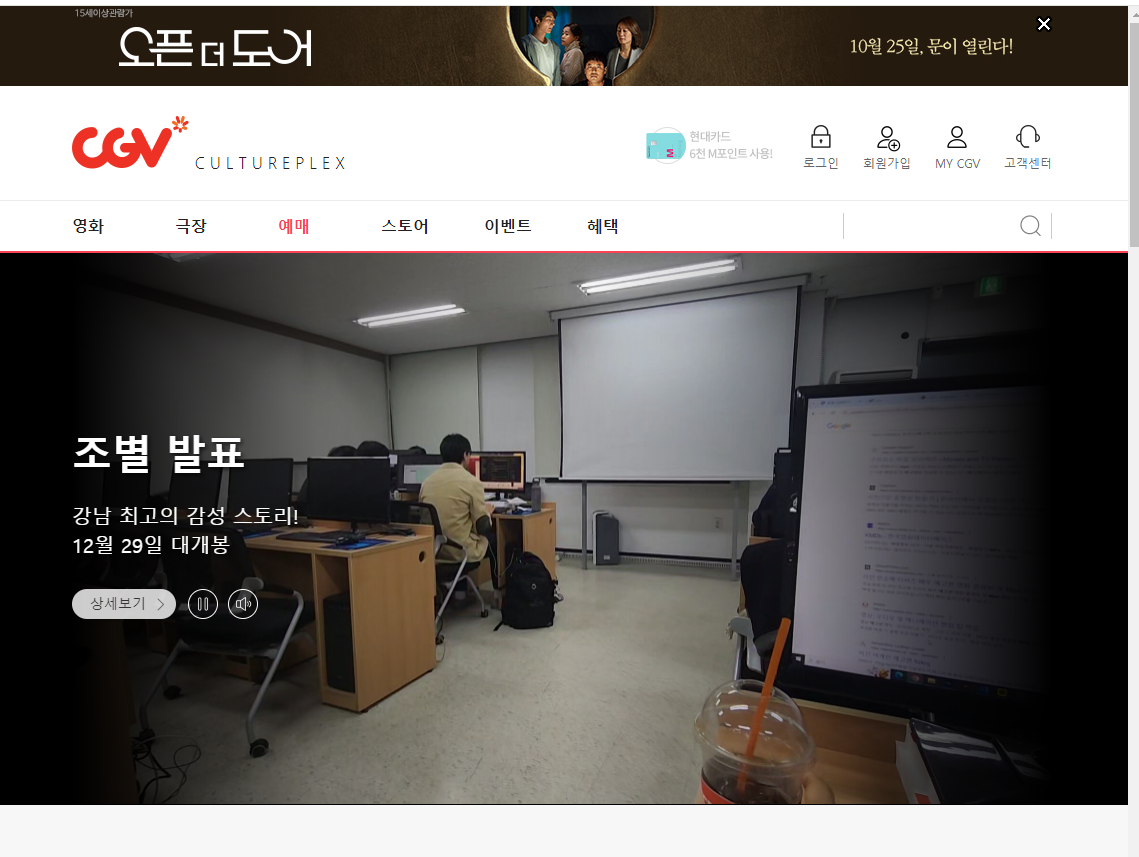 15세이상관람가
오픈 더 도어
10월 25일, 문이 열린다!
CGV
CULTUREPLEX
현대카드
6천 M포인트 사용!
로그인
회원가입
MY CGV
고객센터
영화
극장
예매
스토어
이벤트
혜택
조별 발표
강남 최고의 감성 스토리!
12월 29일 대개봉
상세보기
Google